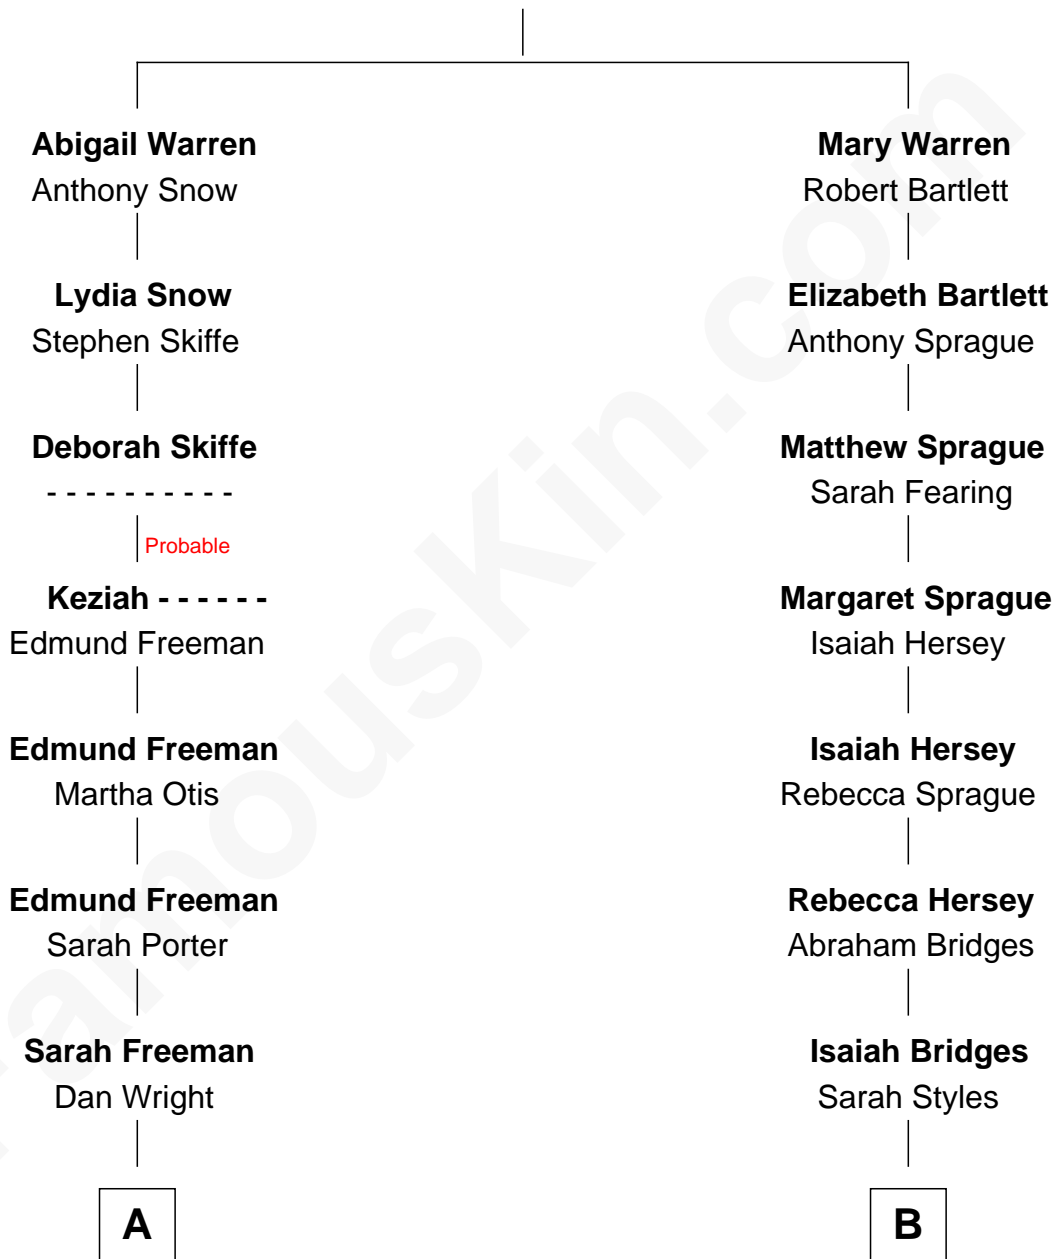 Abigail Warren
Anthony Snow
Lydia Snow
Stephen Skiffe
Deborah Skiffe
- - - - - - - - - -
Probable
Keziah - - - - - -
Edmund Freeman
Edmund Freeman
Martha Otis
Edmund Freeman
Sarah Porter
Sarah Freeman
Dan Wright
A
Mary Warren
Robert Bartlett
Elizabeth Bartlett
Anthony Sprague
Matthew Sprague
Sarah Fearing
Margaret Sprague
Isaiah Hersey
Isaiah Hersey
Rebecca Sprague
Rebecca Hersey
Abraham Bridges
Isaiah Bridges
Sarah Styles
B
FamousKin.com